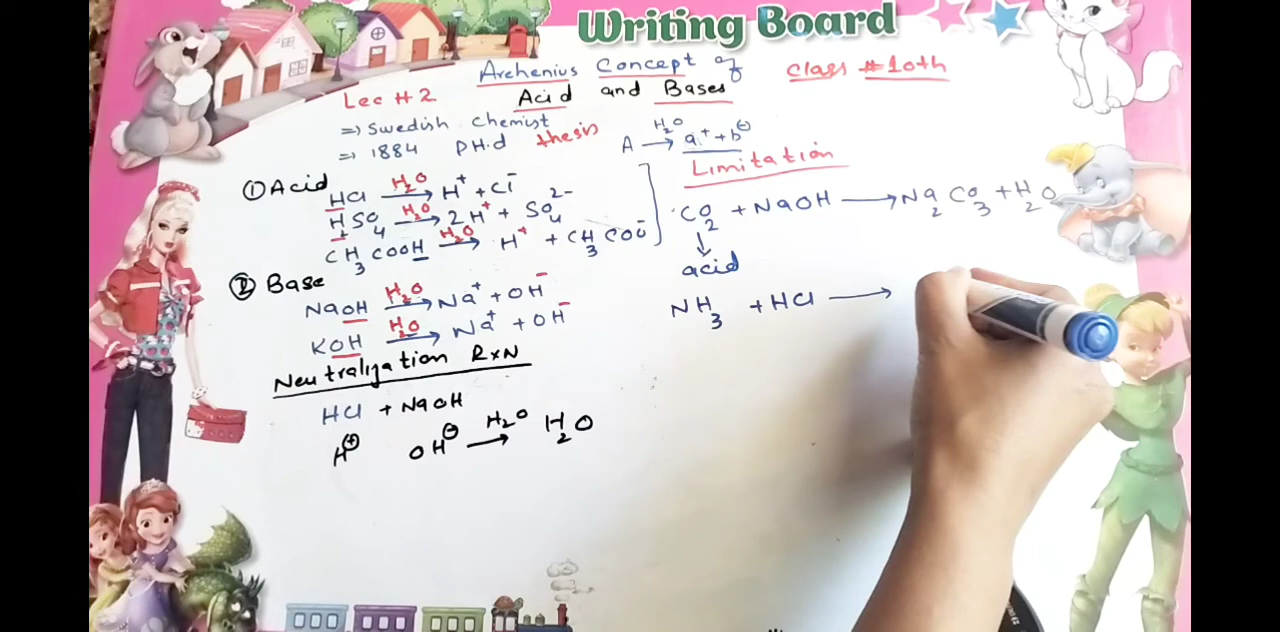 Writing Board
Archenius Concept of
Acid and Bases
Class #10th
Lec #2
=> Swedish Chemist
=> 1884 PH.d thesis
A —H₂O→ a⁺ + b⁻
① Acid
HCl —H₂O→ H⁺ + Cl⁻
H₂SO₄ —H₂O→ 2H⁺ + SO₄²⁻
CH₃COOH —H₂O→ H⁺ + CH₃COO⁻
② Base
NaOH —H₂O→ Na⁺ + OH⁻
KOH —H₂O→ Na⁺ + OH⁻
Neutralization RxN
HCl + NaOH
H⁺ OH⁻ —H₂O→ H₂O
Limitation
CO₂ + NaOH → Na₂CO₃ + H₂O
↓
acid
NH₃ + HCl →